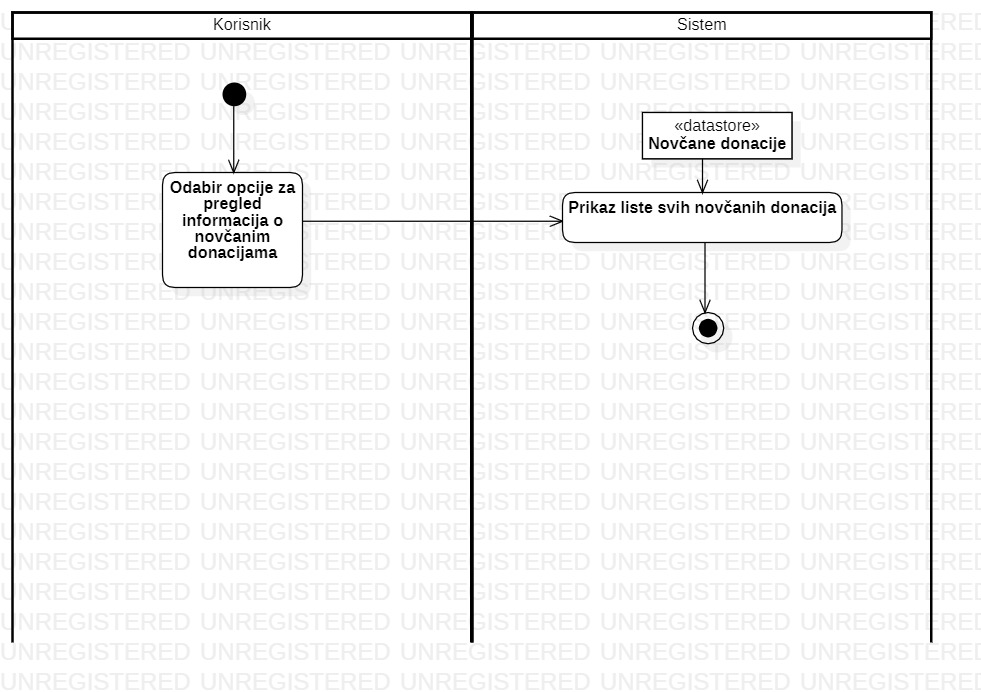 Korisnik
Sistem
«datastore»
Novčane donacije
Odabir opcije za
pregled
informacija o
novčanim
donacijama
Prikaz liste svih novčanih donacija
UNREGISTERED UNREGISTERED UNREGISTERED UNREGISTERED UNREGISTERED